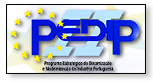 PEDIP
Programa Estratégico de Dinamização
e Modernização da Indústria Portuguesa